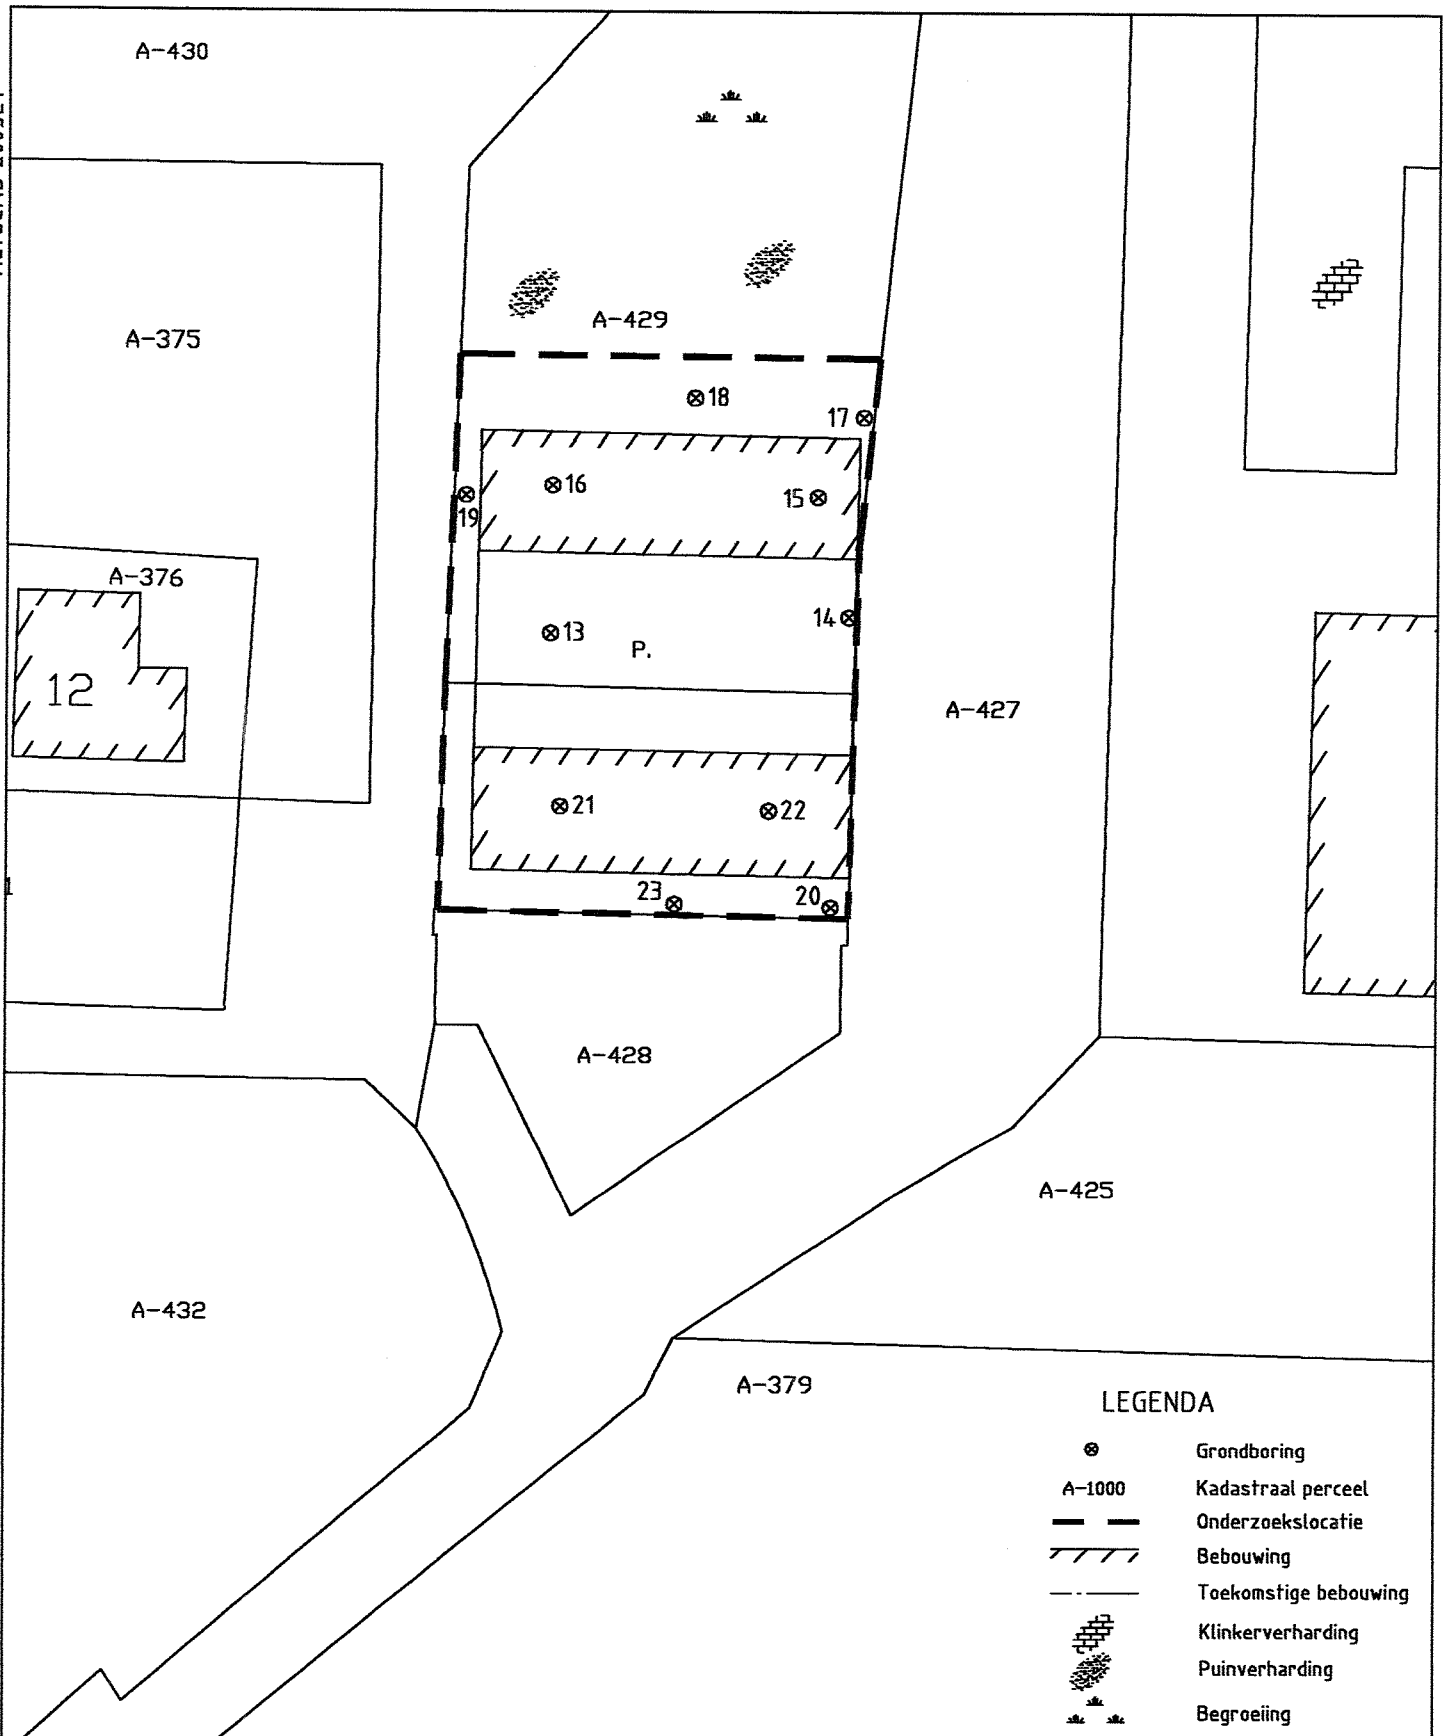 A-430
A-429
A-375
18
17
16
15
19
A-376
14
13
P.
12
A-427
21
22
23
20
A-428
A-425
A-432
A-379
LEGENDA
Grondboring
A-1000 Kadastraal perceel
Onderzoekslocatie
Bebouwing
Toekomstige bebouwing
Klinkerverharding
Puinverharding
Begroeiing